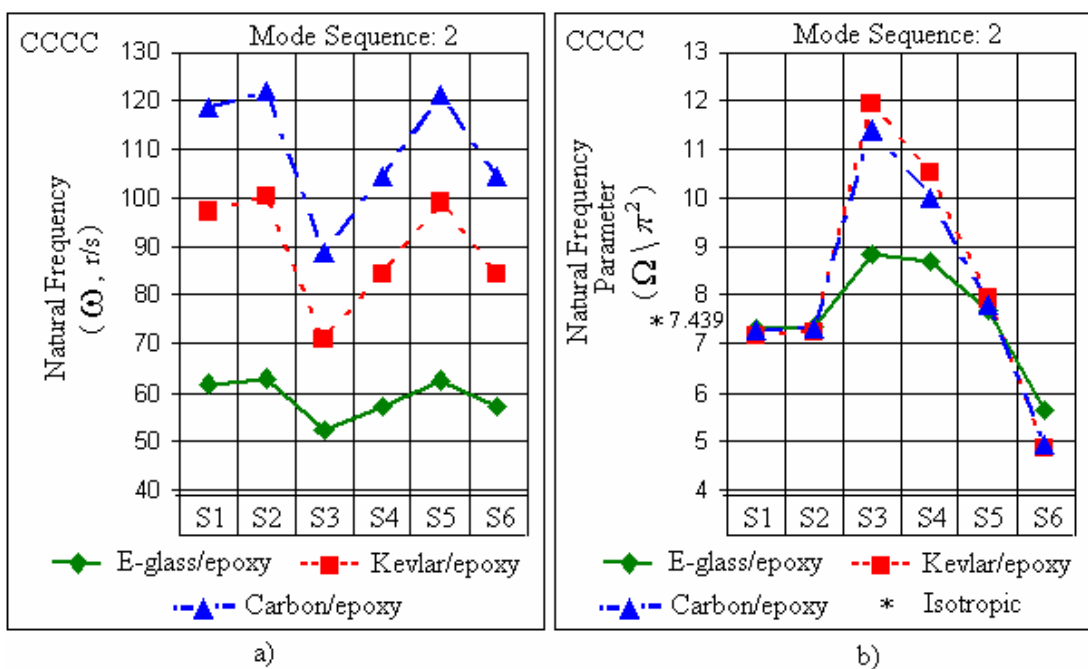 CCCC
Mode Sequence: 2
130
120
110
100
90
80
70
60
50
40
Natural Frequency
( ω , r/s)
S1 S2 S3 S4 S5 S6
E-glass/epoxy Kevlar/epoxy
Carbon/epoxy
a)
CCCC
Mode Sequence: 2
13
12
11
10
9
8
* 7.439
7
6
5
4
Natural Frequency
Parameter
( Ω \ π² )
S1 S2 S3 S4 S5 S6
E-glass/epoxy Kevlar/epoxy
Carbon/epoxy * Isotropic
b)